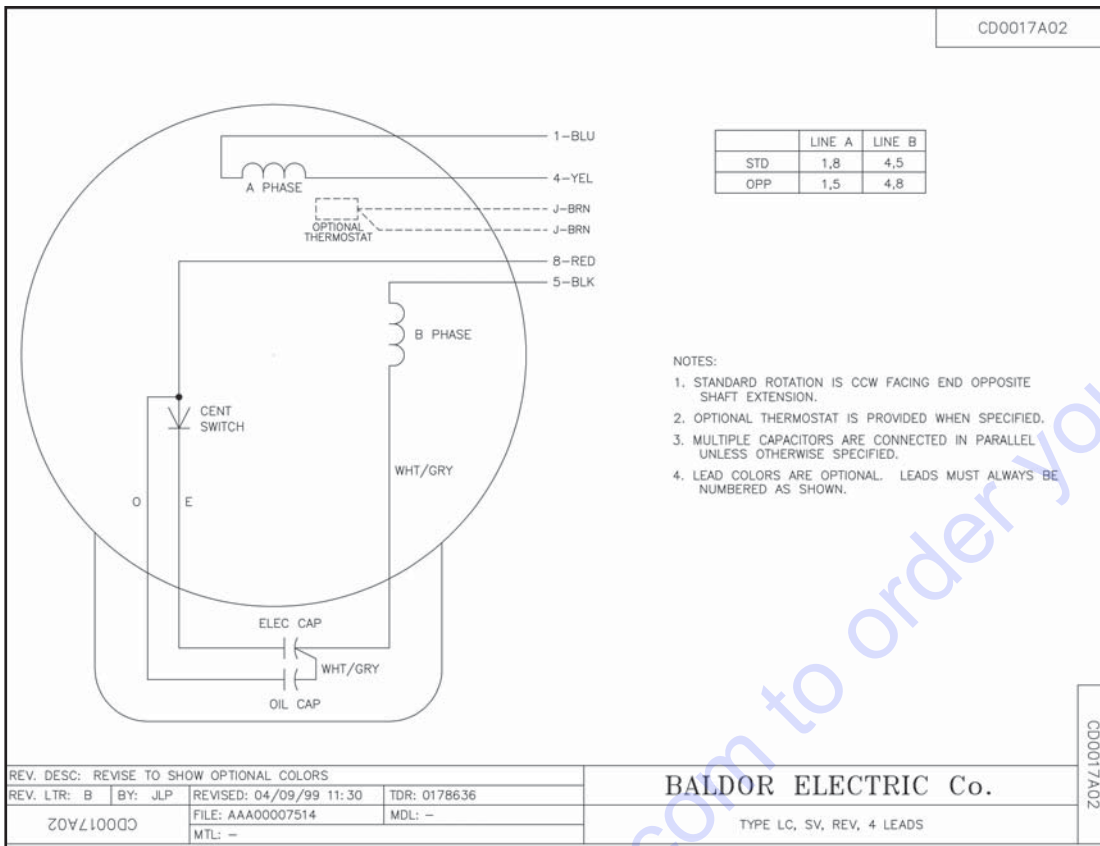 CD0017A02
1-BLU
4-YEL
A PHASE
J-BRN
OPTIONAL
THERMOSTAT
J-BRN
8-RED
5-BLK
B PHASE
CENT
SWITCH
WHT/GRY
O
E
ELEC CAP
WHT/GRY
OIL CAP
LINE A LINE B
STD 1,8 4,5
OPP 1,5 4,8
NOTES:
1. STANDARD ROTATION IS CCW FACING END OPPOSITE
SHAFT EXTENSION.
2. OPTIONAL THERMOSTAT IS PROVIDED WHEN SPECIFIED.
3. MULTIPLE CAPACITORS ARE CONNECTED IN PARALLEL
UNLESS OTHERWISE SPECIFIED.
4. LEAD COLORS ARE OPTIONAL. LEADS MUST ALWAYS BE
NUMBERED AS SHOWN.
com to order you
CD0017A02
REV. DESC: REVISE TO SHOW OPTIONAL COLORS
REV. LTR: B BY: JLP REVISED: 04/09/99 11:30 TDR: 0178636
CD0017A02
FILE: AAA00007514 MDL: -
MTL: -
BALDOR ELECTRIC Co.
TYPE LC, SV, REV, 4 LEADS